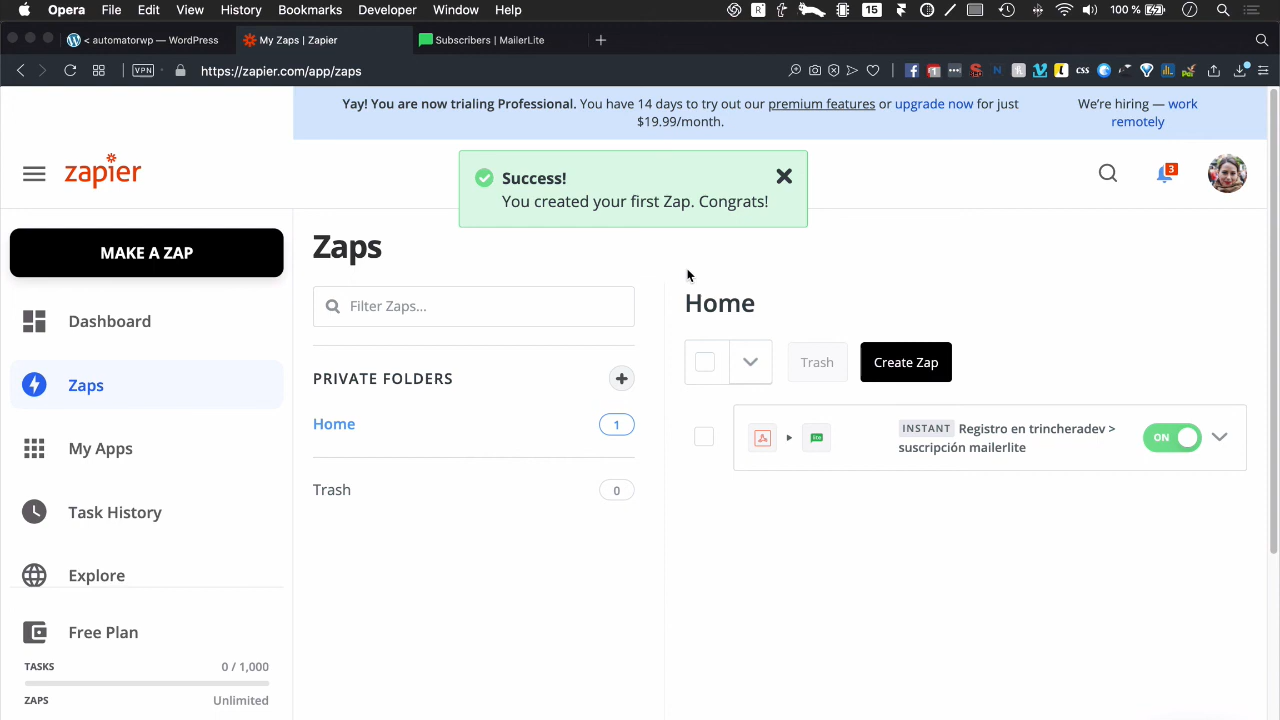 Opera File Edit View History Bookmarks Developer Window Help 15 100 %
< automatorwp — WordPress My Zaps | Zapier Subscribers | MailerLite
VPN https://zapier.com/app/zaps css
Yay! You are now trialing Professional. You have 14 days to try out our premium features or upgrade now for just
$19.99/month.
We're hiring — work
remotely
zapier
Success!
You created your first Zap. Congrats!
3
MAKE A ZAP
Dashboard
Zaps
My Apps
Task History
Explore
Free Plan
TASKS 0 / 1,000
ZAPS Unlimited
Zaps
Filter Zaps...
PRIVATE FOLDERS
Home 1
Trash 0
Home
Trash Create Zap
INSTANT Registro en trincheradev >
suscripción mailerlite
lite
ON